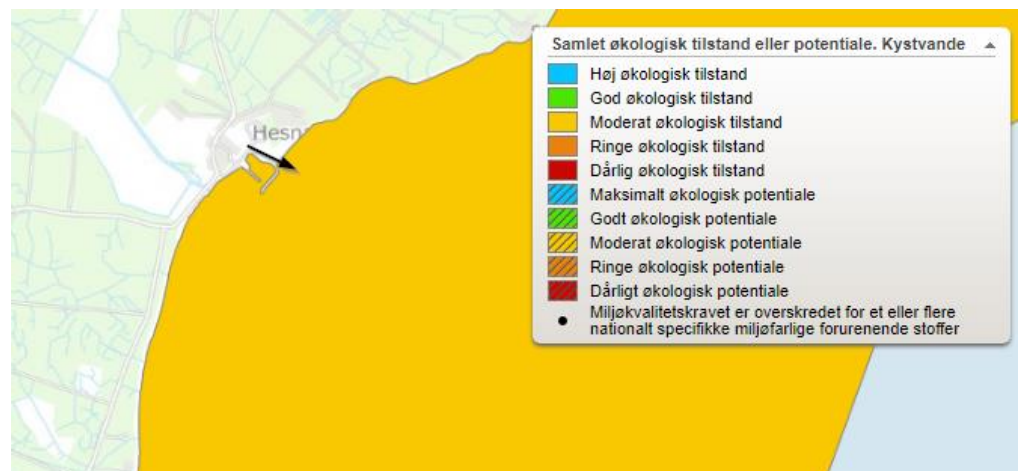 Samlet økologisk tilstand eller potentiale. Kystvande
Høj økologisk tilstand
God økologisk tilstand
Moderat økologisk tilstand
Ringe økologisk tilstand
Dårlig økologisk tilstand
Maksimalt økologisk potentiale
Godt økologisk potentiale
Moderat økologisk potentiale
Ringe økologisk potentiale
Dårligt økologisk potentiale
Miljøkvalitetskravet er overskredet for et eller flere
nationalt specifikke miljøfarlige forurenende stoffer